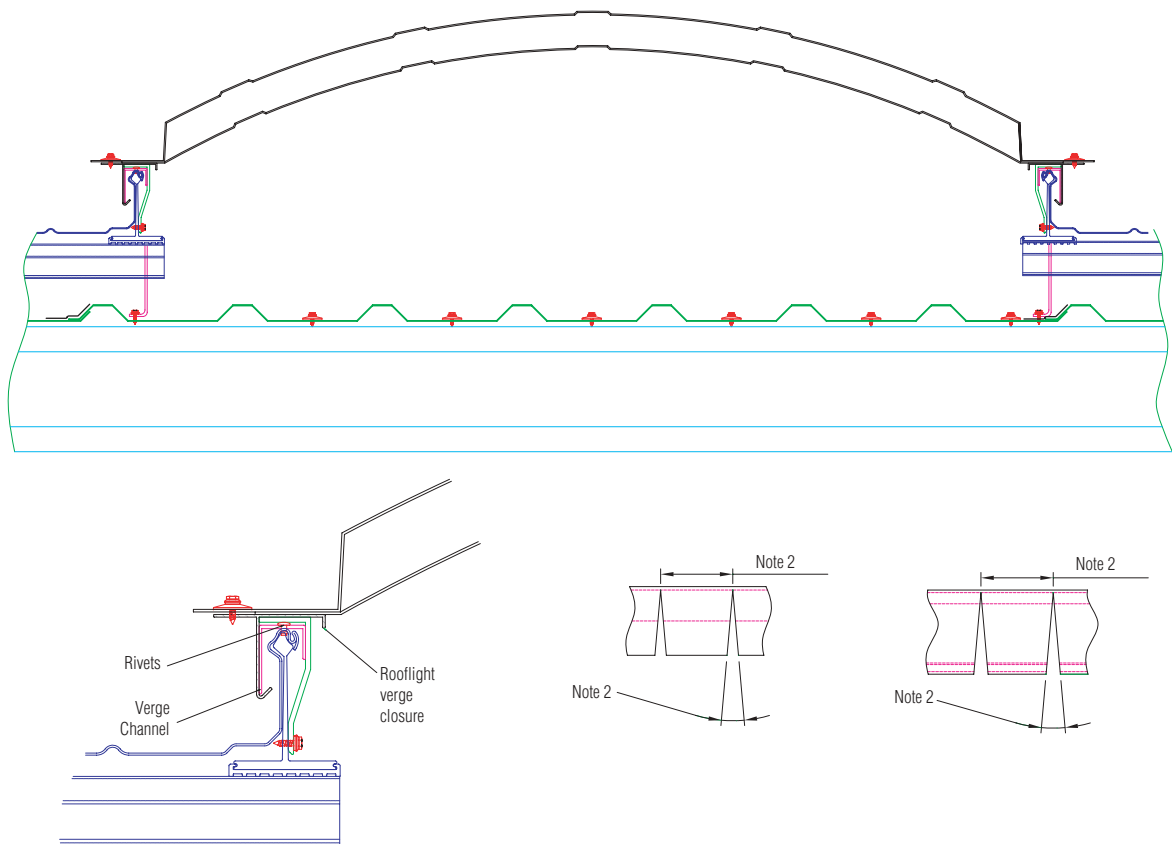 Rivets
Verge
Channel
Rooflight
verge
closure
Note 2
Note 2
Note 2
Note 2